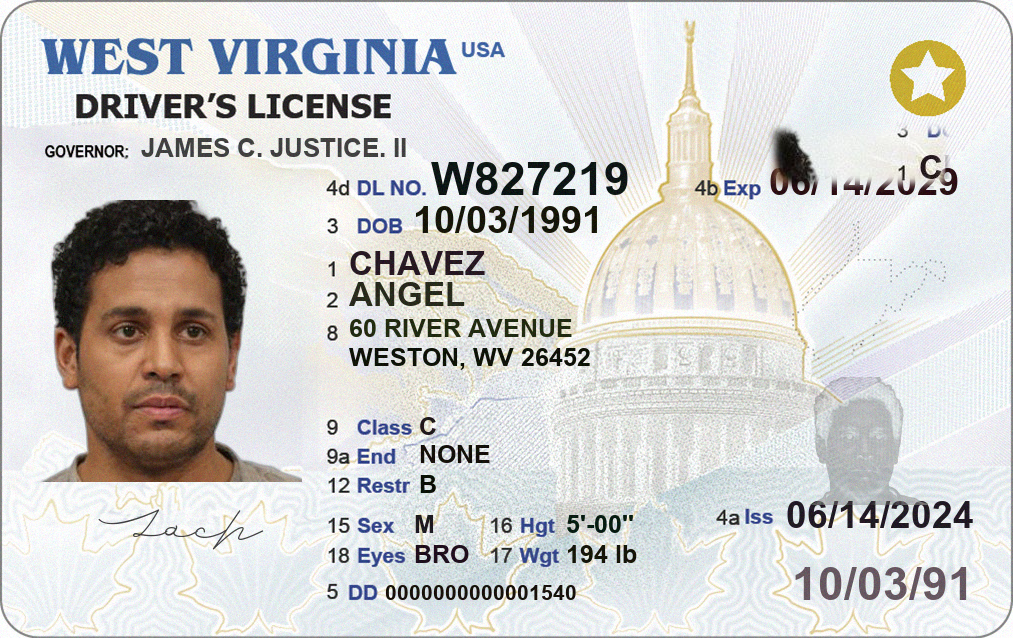 WEST VIRGINIA USA
DRIVER'S LICENSE
GOVERNOR: JAMES C. JUSTICE. II
3
1 C
4d DL NO. W827219 4b Exp 06/14/2029
3 DOB 10/03/1991
1 CHAVEZ
2 ANGEL
8 60 RIVER AVENUE
WESTON, WV 26452
9 Class C
9a End NONE
12 Restr B
15 Sex M 16 Hgt 5'-00"
18 Eyes BRO 17 Wgt 194 lb
5 DD 0000000000001540
4a Iss 06/14/2024
10/03/91
Zach